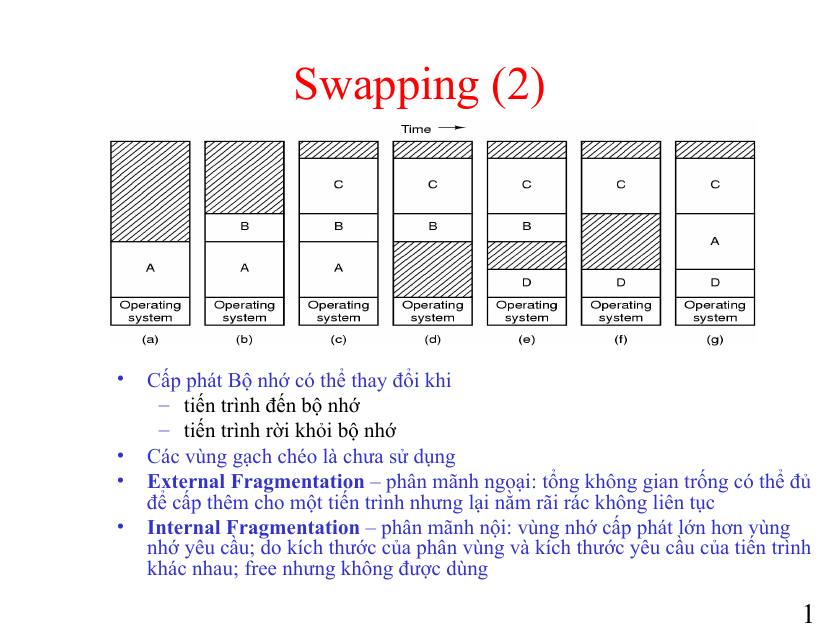 Swapping (2)
Time
C C C C C
B B B B A
A A A D D D
Operating system Operating system Operating system Operating system Operating system Operating system Operating system
(a) (b) (c) (d) (e) (f) (g)
• Cấp phát Bộ nhớ có thể thay đổi khi
– tiến trình đến bộ nhớ
– tiến trình rời khỏi bộ nhớ
• Các vùng gạch chéo là chưa sử dụng
• External Fragmentation – phân mãnh ngoại: tổng không gian trống có thể đủ
để cấp thêm cho một tiến trình nhưng lại nằm rãi rác không liên tục
• Internal Fragmentation – phân mãnh nội: vùng nhớ cấp phát lớn hơn vùng
nhớ yêu cầu; do kích thước của phân vùng và kích thước yêu cầu của tiến trình
khác nhau; free nhưng không được dùng
1